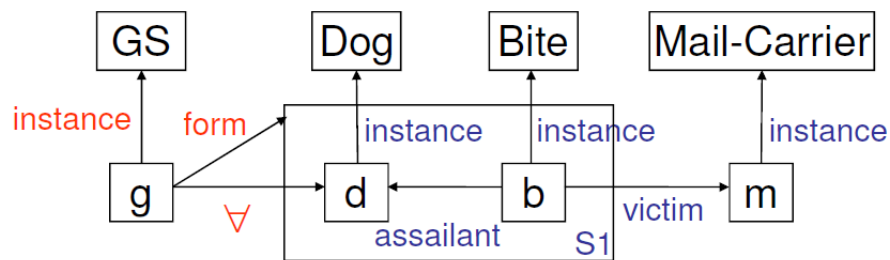 GS Dog Bite Mail-Carrier
instance form instance instance instance
g d b m
∀ assailant victim
S1